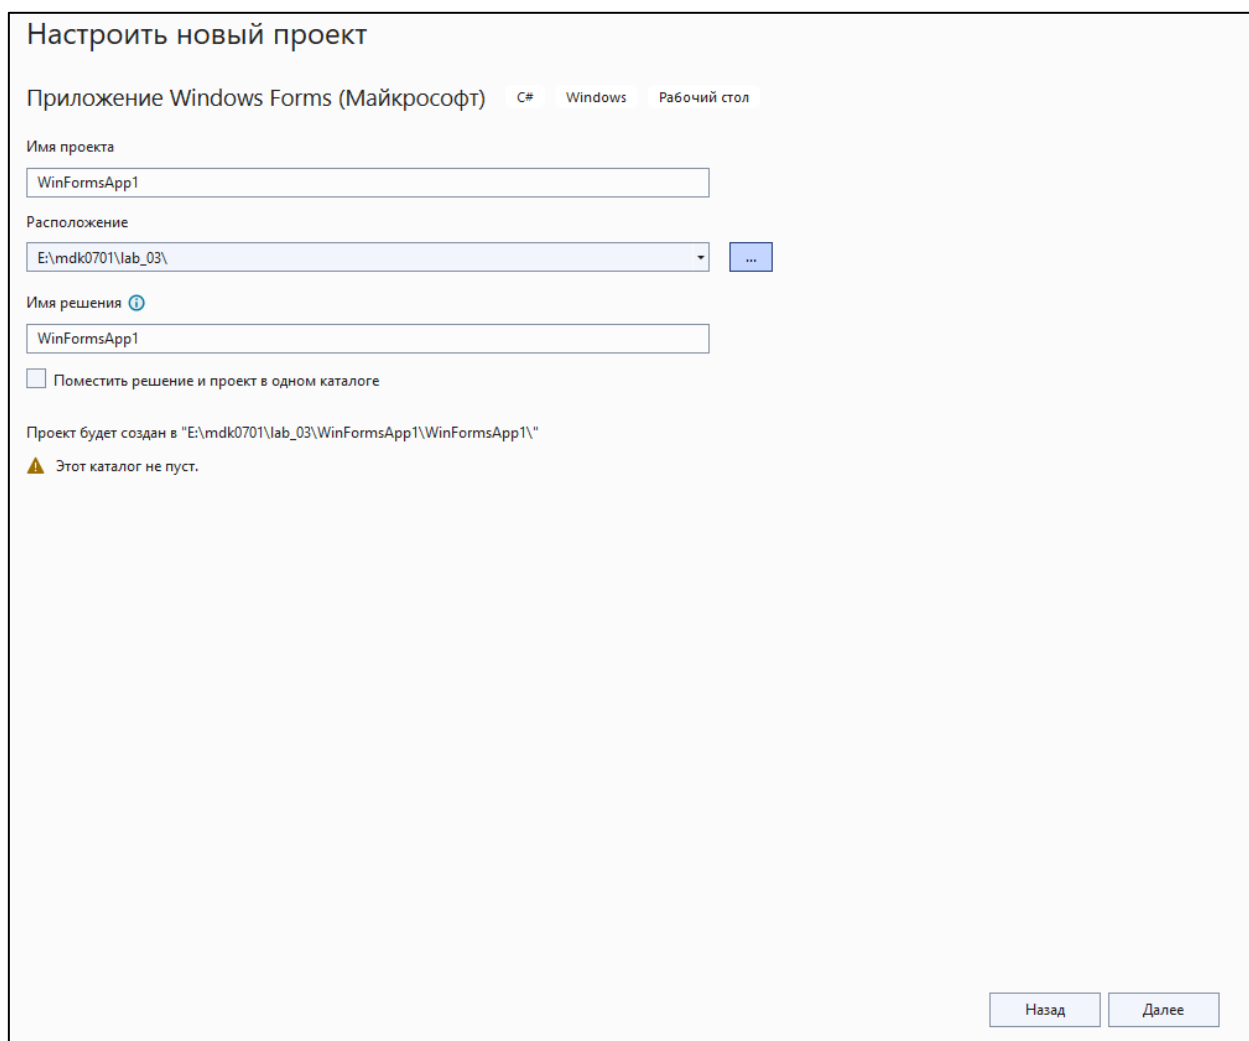 Настроить новый проект
Приложение Windows Forms (Майкрософт) C# Windows Рабочий стол
Имя проекта
WinFormsApp1
Расположение
E:\mdk0701\lab_03\
...
Имя решения
WinFormsApp1
Поместить решение и проект в одном каталоге
Проект будет создан в "E:\mdk0701\lab_03\WinFormsApp1\WinFormsApp1\"
Этот каталог не пуст.
Назад Далее